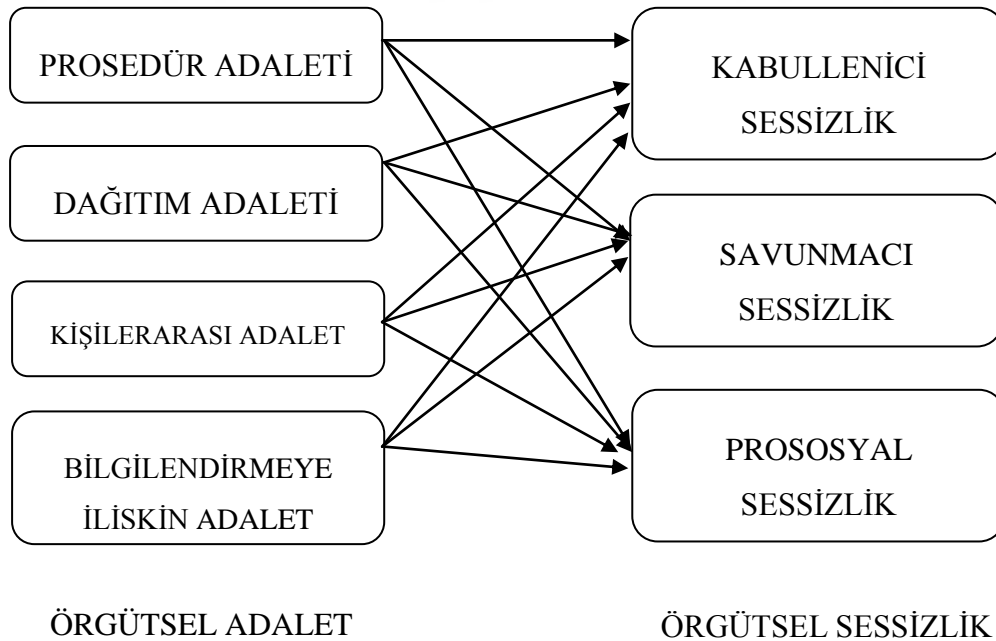 PROSEDÜR ADALETİ
DAĞITIM ADALETİ
KİŞİLERARASI ADALET
BİLGİLENDİRMEYE
İLİSKİN ADALET
ÖRGÜTSEL ADALET
KABULLENİCİ
SESSİZLİK
SAVUNMACI
SESSİZLİK
PROSOSYAL
SESSİZLİK
ÖRGÜTSEL SESSİZLİK